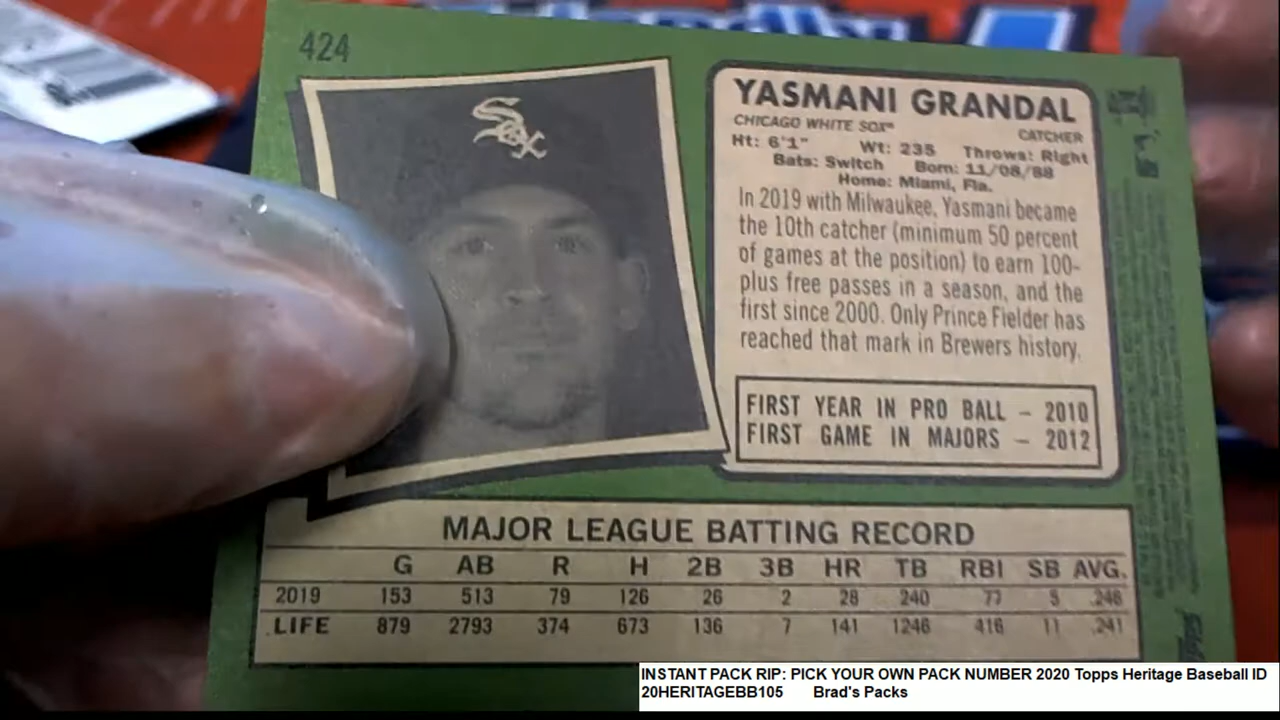 424
Sox
YASMANI GRANDAL
CHICAGO WHITE SOX™
CATCHER
Ht: 6'1" Wt: 235 Throws: Right
Bats: Switch Born: 11/08/88
Home: Miami, Fla.
In 2019 with Milwaukee, Yasmani became
the 10th catcher (minimum 50 percent
of games at the position) to earn 100-
plus free passes in a season, and the
first since 2000. Only Prince Fielder has
reached that mark in Brewers history.
FIRST YEAR IN PRO BALL – 2010
FIRST GAME IN MAJORS – 2012
MAJOR LEAGUE BATTING RECORD
G AB R H 2B 3B HR TB RBI SB AVG.
2019 153 513 79 126 26 2 28 240 77 5 .246
LIFE 879 2793 374 673 136 7 141 1246 416 11 .241
INSTANT PACK RIP: PICK YOUR OWN PACK NUMBER 2020 Topps Heritage Baseball ID
20HERITAGEBB105 Brad's Packs